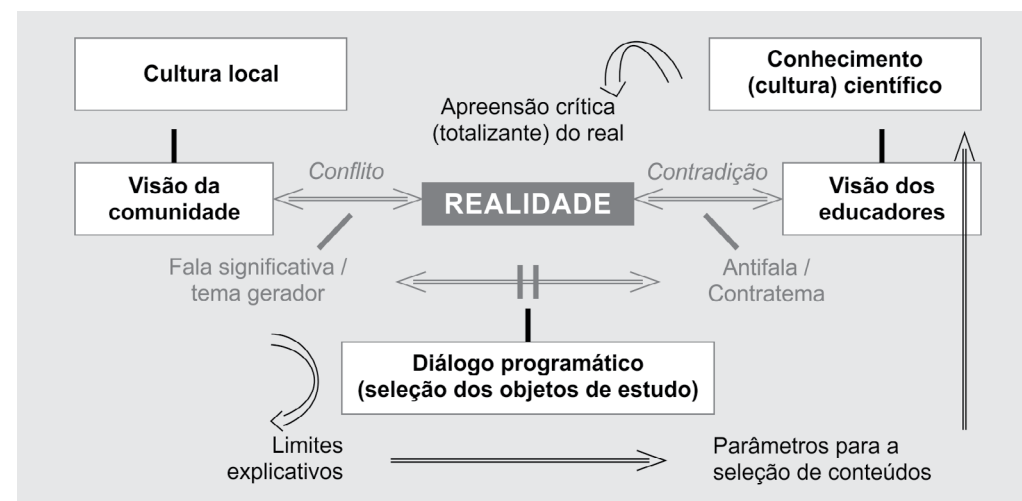 Cultura local
Conhecimento
(cultura) científico
Apreensão crítica
(totalizante) do real
Visão da
comunidade
Conflito
REALIDADE
Contradição
Visão dos
educadores
Fala significativa /
tema gerador
Antifala /
Contratema
Diálogo programático
(seleção dos objetos de estudo)
Limites
explicativos
Parâmetros para a
seleção de conteúdos